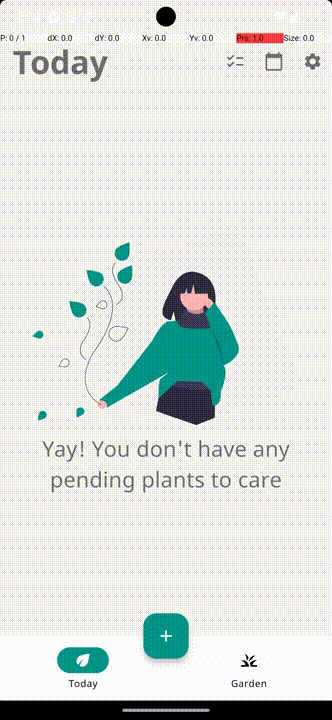 P: 0 / 1 dX: 0.0 dY: 0.0 Xv: 0.0 Yv: 0.0 Prs: 1.0 Size: 0.0
Today
Yay! You don't have any
pending plants to care
+
Today Garden